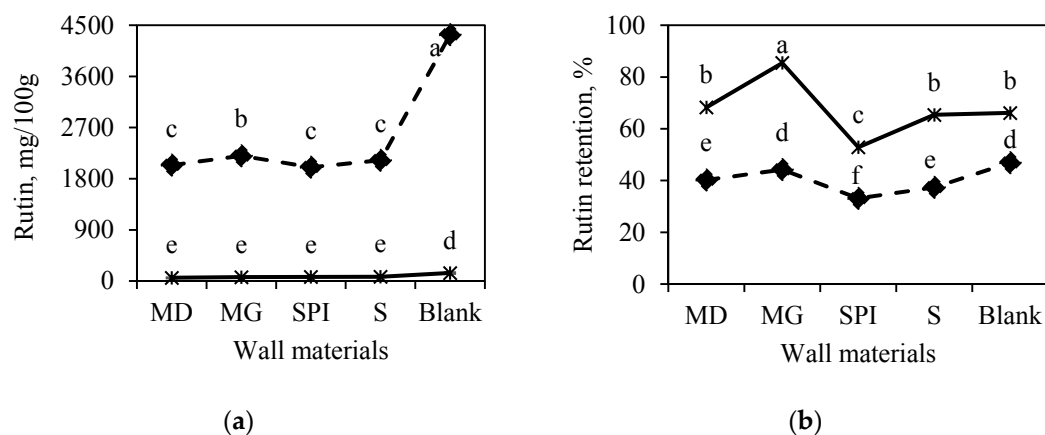 Rutin, mg/100g
4500
3600
2700
1800
900
0
a
c b c c
e e e e d
MD MG SPI S Blank
Wall materials
(a)
Rutin retention, %
100
80
60
40
20
0
b a c b b
e d f e d
MD MG SPI S Blank
Wall materials
(b)